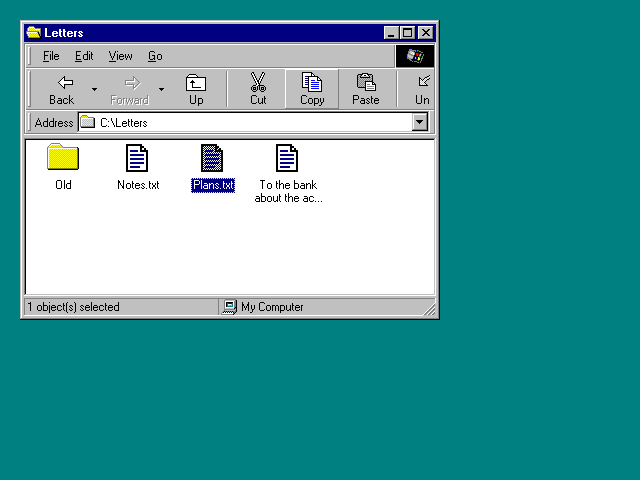 Letters
File Edit View Go
Back Forward Up Cut Copy Paste Un
Address C:\Letters
Old Notes.txt Plans.txt To the bank
about the ac...
1 object(s) selected My Computer